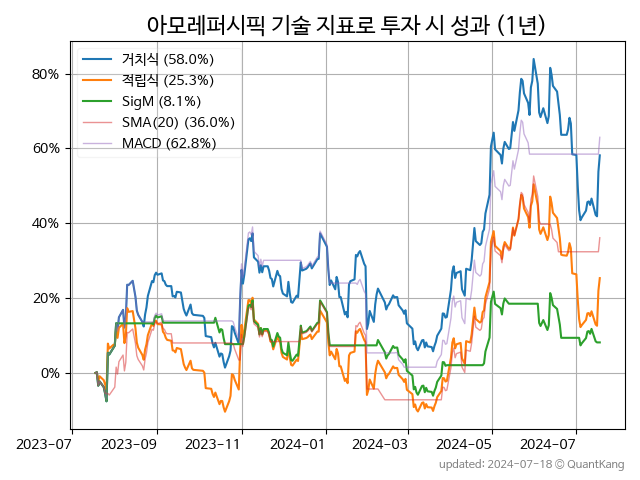 아모레퍼시픽 기술 지표로 투자 시 성과 (1년)
거치식 (58.0%)
적립식 (25.3%)
SigM (8.1%)
SMA(20) (36.0%)
MACD (62.8%)
80%
60%
40%
20%
0%
2023-07
2023-09
2023-11
2024-01
2024-03
2024-05
2024-07
updated: 2024-07-18 © QuantKang